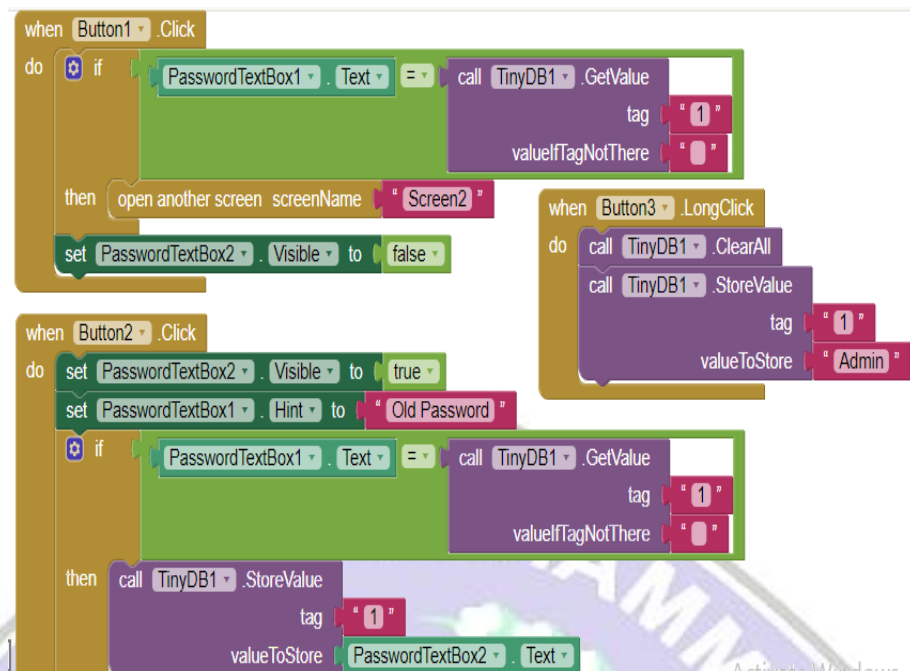 when Button1 .Click
do if PasswordTextBox1 . Text = call TinyDB1 .GetValue
tag " 1 "
valueIfTagNotThere " "
then open another screen screenName " Screen2 "
set PasswordTextBox2 . Visible to false
when Button3 .LongClick
do call TinyDB1 .ClearAll
call TinyDB1 .StoreValue
tag " 1 "
valueToStore " Admin "
when Button2 .Click
do set PasswordTextBox2 . Visible to true
set PasswordTextBox1 . Hint to " Old Password "
if PasswordTextBox1 . Text = call TinyDB1 .GetValue
tag " 1 "
valueIfTagNotThere " "
then call TinyDB1 .StoreValue
tag " 1 "
valueToStore PasswordTextBox2 . Text